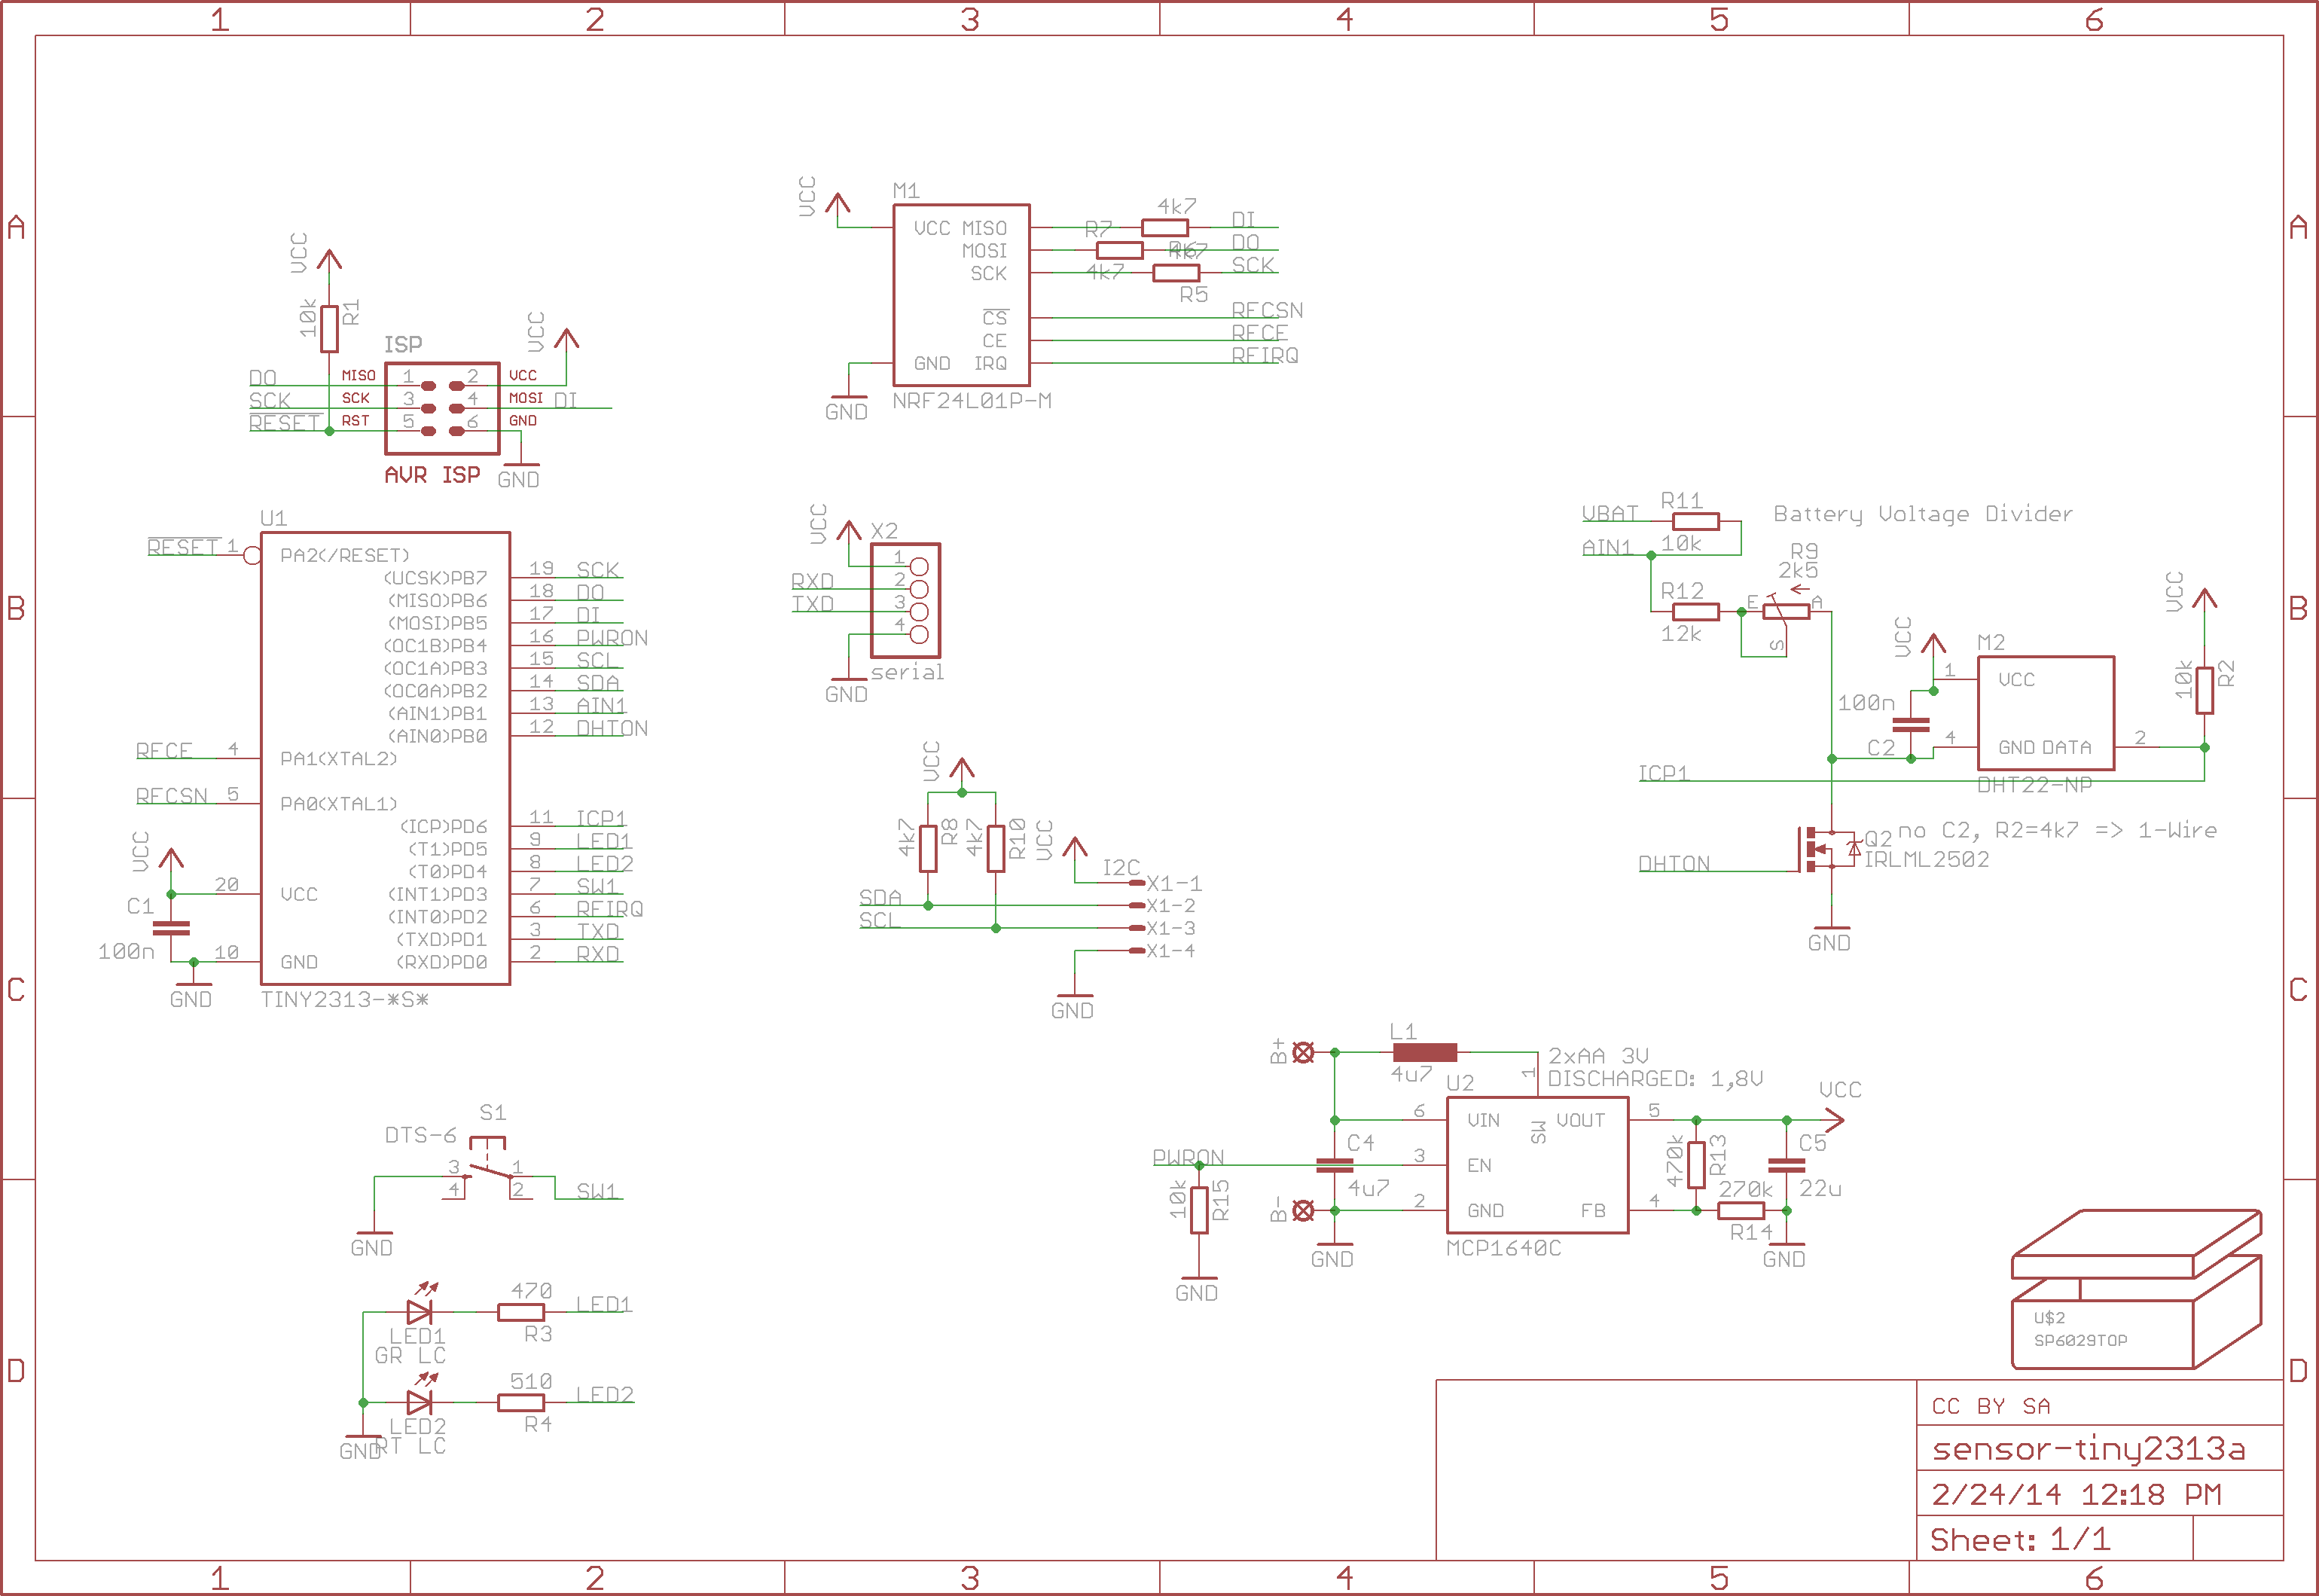 1 2 3 4 5 6
A A
B B
C C
D D
1 2 3 4 5 6
VCC
10k
R1
ISP
VCC
DO MISO 1 2 VCC
SCK SCK 3 4 MOSI DI
RESET RST 5 6 GND
AVR ISP
GND
VCC
M1
VCC MISO
MOSI
SCK
CS
CE
GND IRQ
NRF24L01P-M
GND
4k7
R7
R6
4k7
4k7
R5
DI
DO
SCK
RFCSN
RFCE
RFIRQ
U1
RESET 1 PA2(/RESET)
(UCSK)PB7 19 SCK
(MISO)PB6 18 DO
(MOSI)PB5 17 DI
(OC1B)PB4 16 PWRON
(OC1A)PB3 15 SCL
(OC0A)PB2 14 SDA
(AIN1)PB1 13 AIN1
(AIN0)PB0 12 DHTON
RFCE 4 PA1(XTAL2)
RFCSN 5 PA0(XTAL1)
(ICP)PD6 11 ICP1
(T1)PD5 9 LED1
(T0)PD4 8 LED2
(INT1)PD3 7 SW1
(INT0)PD2 6 RFIRQ
(TXD)PD1 3 TXD
(RXD)PD0 2 RXD
VCC
20 VCC
C1
100n
10 GND
GND
TINY2313-*S*
VCC
X2
1
RXD 2
TXD 3
4
serial
GND
VCC
4k7
R8
4k7
R10
VCC
I2C
X1-1
SDA X1-2
SCL X1-3
X1-4
GND
VBAT R11
10k
AIN1
Battery Voltage Divider
R9
2k5
R12
12k
E A
S
VCC
M2
1 VCC
100n
C2
4 GND DATA 2
DHT22-NP
VCC
10k
R2
ICP1
Q2
IRLML2502
no C2, R2=4k7 => 1-Wire
DHTON
GND
S1
DTS-6
3 1
4 2
SW1
GND
470
R3
LED1
LED1
GR LC
510
R4
LED2
LED2
RT LC
GND
B+
L1
4u7
1
2xAA 3V
DISCHARGED: 1,8V
U2
6 VIN SW VOUT 5
3 EN
2 GND FB 4
MCP1640C
VCC
C4
4u7
PWRON
10k
R15
GND
B-
GND
470k
R13
270k
R14
C5
22u
GND
U$2
SP6029TOP
CC BY SA
sensor-tiny2313a
2/24/14 12:18 PM
Sheet: 1/1